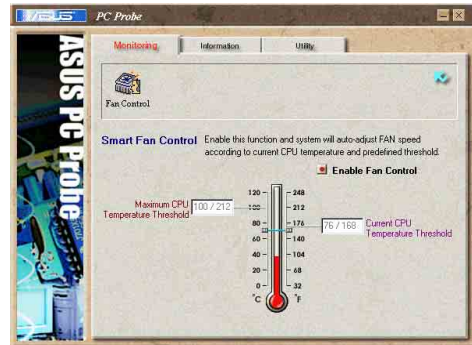 ASUS PC Probe
Monitoring Information Utility
ASUS PC Probe
Fan Control
Smart Fan Control Enable this function and system will auto-adjust FAN speed
according to current CPU temperature and predefined threshold.
Enable Fan Control
Maximum CPU
Temperature Threshold
100 / 212
120 248
100 212
80 176
60 140
40 104
20 68
0 32
°C °F
76 / 168
Current CPU
Temperature Threshold